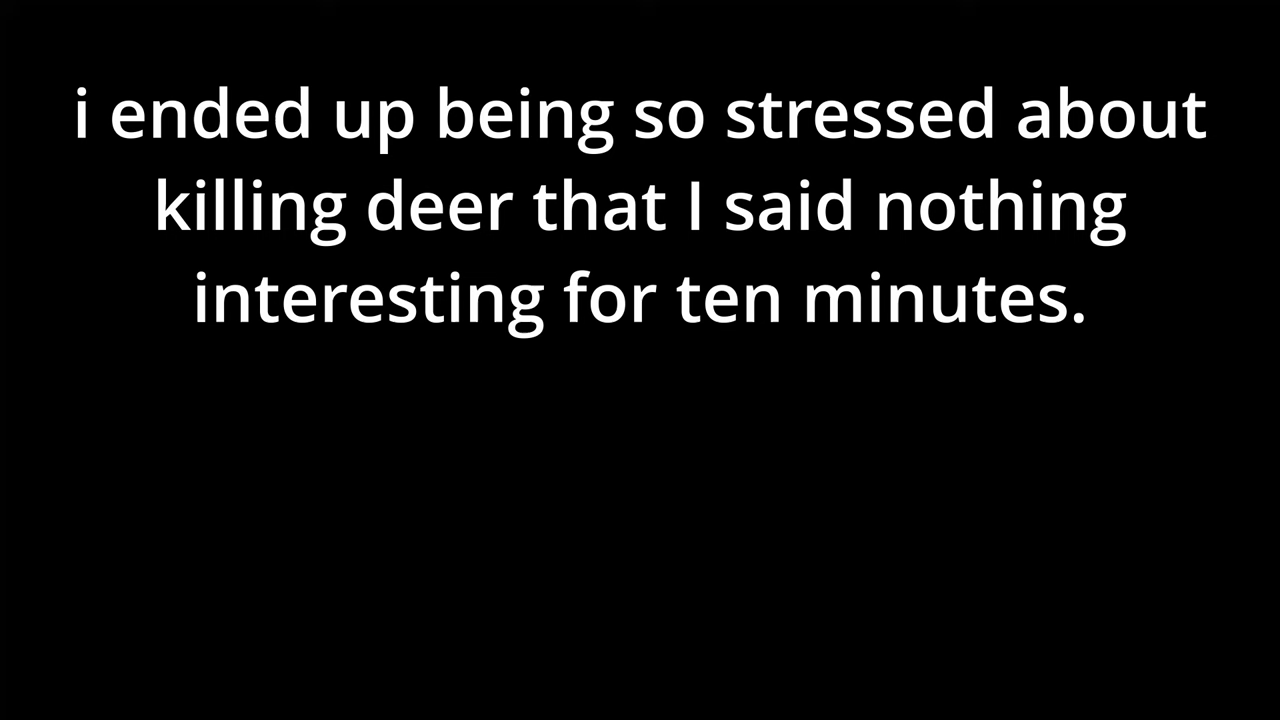 i ended up being so stressed about
killing deer that I said nothing
interesting for ten minutes.